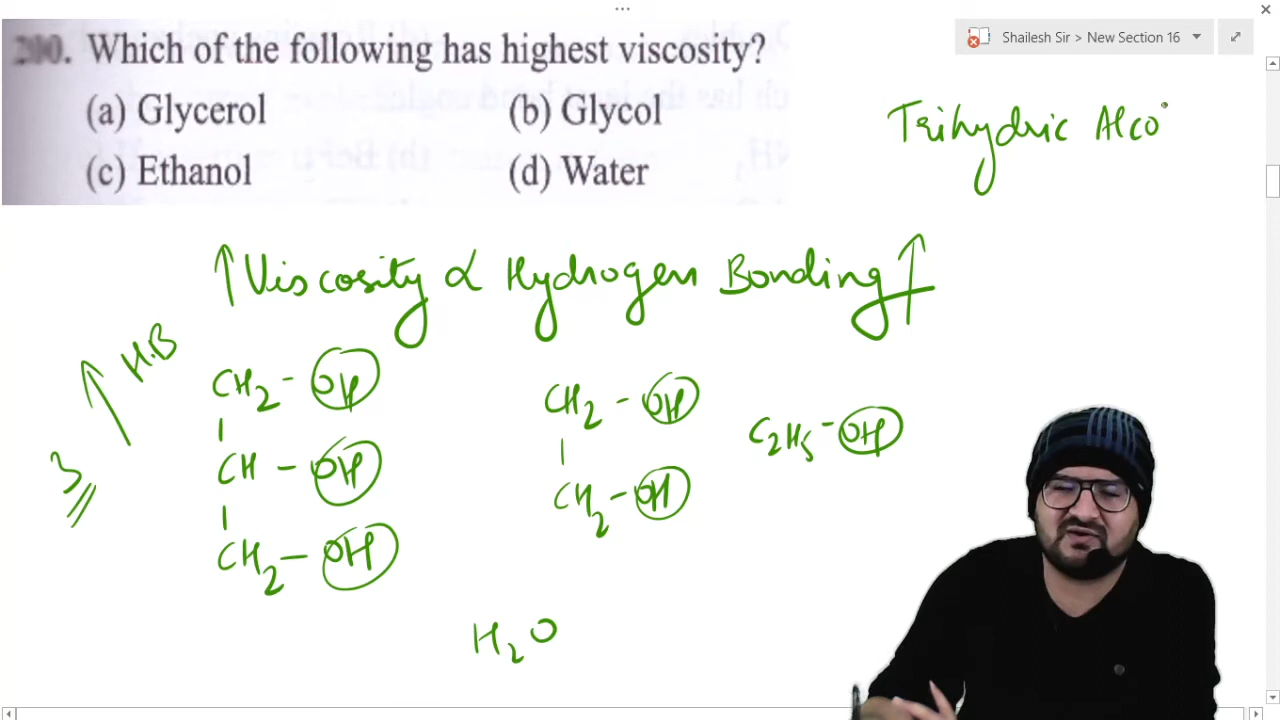 Shailesh Sir > New Section 16
200. Which of the following has highest viscosity?
(a) Glycerol (b) Glycol
(c) Ethanol (d) Water
Trihydric Alco
↑ Viscosity ∝ Hydrogen Bonding ↑
↑ H.B
3
CH2 - OH
CH - OH
CH2 - OH
CH2 - OH
CH2 - OH
C2H5 - OH
H2O